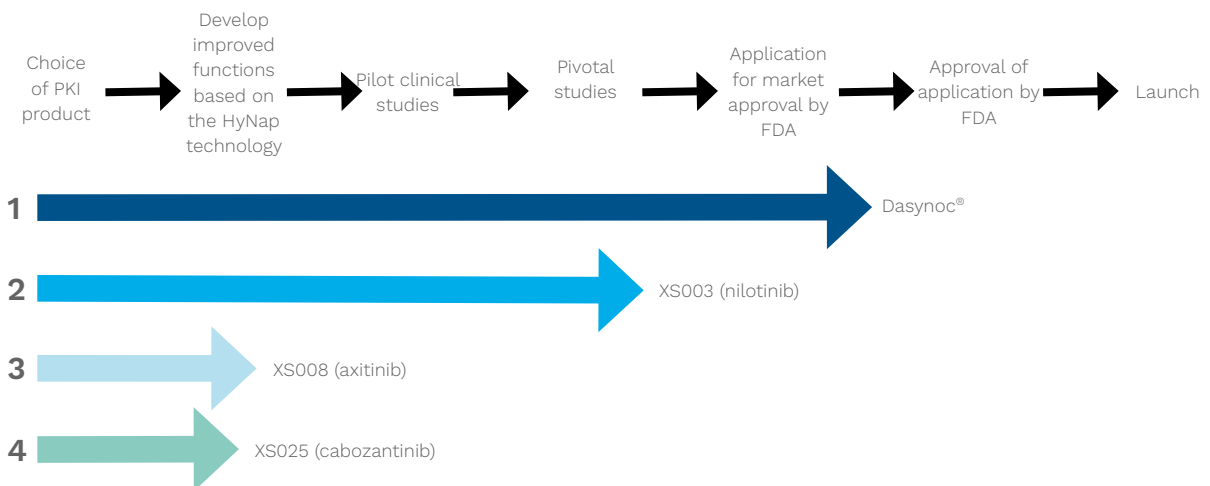 Choice
of PKI
product
Develop
improved
functions
based on
the HyNap
technology
Pilot clinical
studies
Pivotal
studies
Application
for market
approval by
FDA
Approval of
application by
FDA
Launch
1
Dasynoc®
2
XS003 (nilotinib)
3
XS008 (axitinib)
4
XS025 (cabozantinib)